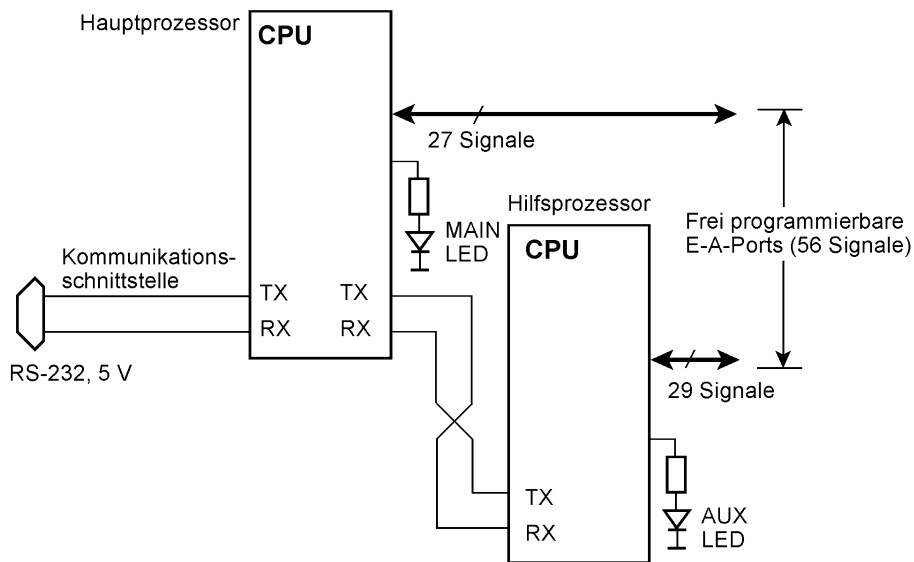 Hauptprozessor
CPU
27 Signale
MAIN
LED
Hilfsprozessor
CPU
Frei programmierbare
E-A-Ports (56 Signale)
Kommunikations-
schnittstelle
TX
TX
RX
RX
RS-232, 5 V
29 Signale
TX
RX
AUX
LED